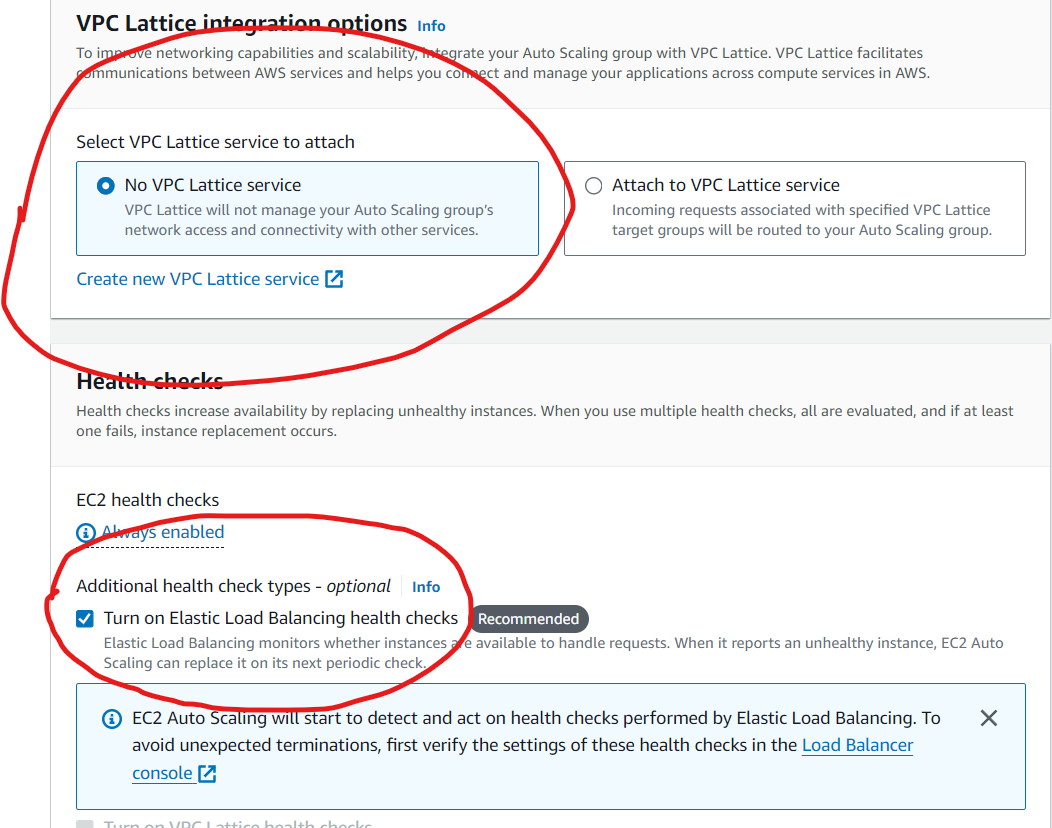 VPC Lattice integration options Info
To improve networking capabilities and scalability, integrate your Auto Scaling group with VPC Lattice. VPC Lattice facilitates
communications between AWS services and helps you connect and manage your applications across compute services in AWS.
Select VPC Lattice service to attach
No VPC Lattice service
VPC Lattice will not manage your Auto Scaling group's
network access and connectivity with other services.
Attach to VPC Lattice service
Incoming requests associated with specified VPC Lattice
target groups will be routed to your Auto Scaling group.
Create new VPC Lattice service
Health checks
Health checks increase availability by replacing unhealthy instances. When you use multiple health checks, all are evaluated, and if at least
one fails, instance replacement occurs.
EC2 health checks
Always enabled
Additional health check types - optional Info
Turn on Elastic Load Balancing health checks Recommended
Elastic Load Balancing monitors whether instances are available to handle requests. When it reports an unhealthy instance, EC2 Auto
Scaling can replace it on its next periodic check.
EC2 Auto Scaling will start to detect and act on health checks performed by Elastic Load Balancing. To
avoid unexpected terminations, first verify the settings of these health checks in the Load Balancer
console
Turn on VPC Lattice health checks